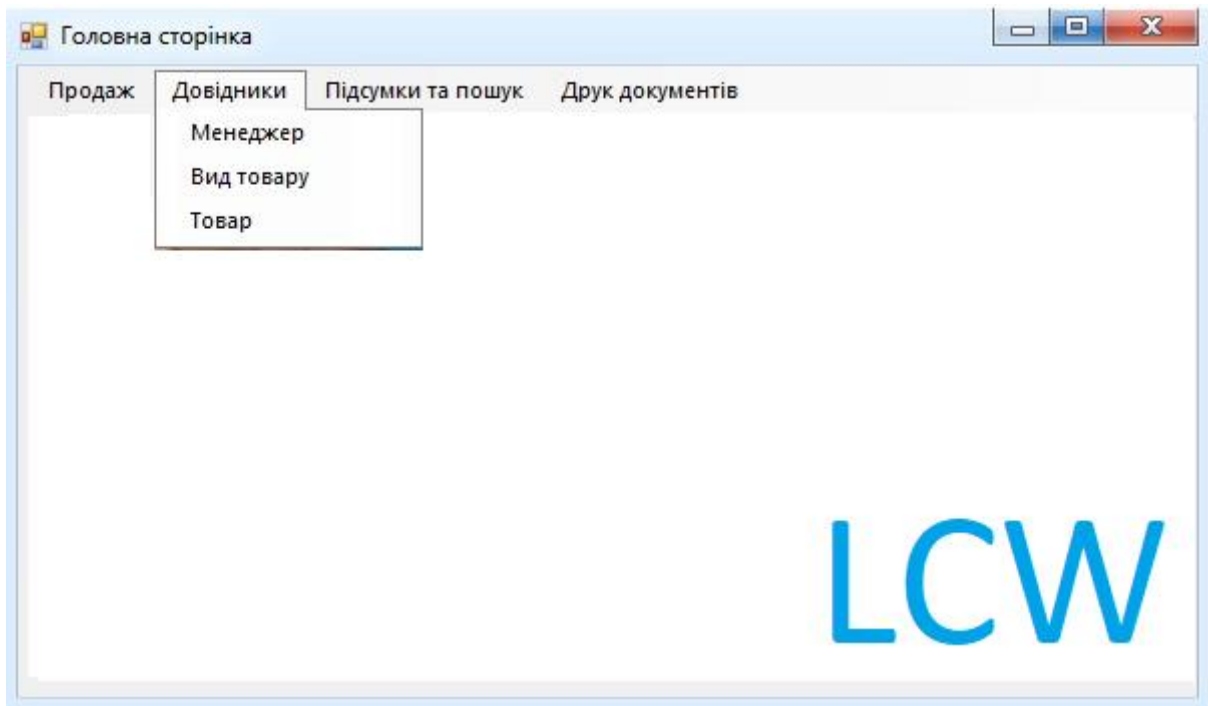 Головна сторінка
Продаж Довідники Підсумки та пошук Друк документів
Менеджер
Вид товару
Товар
LCW